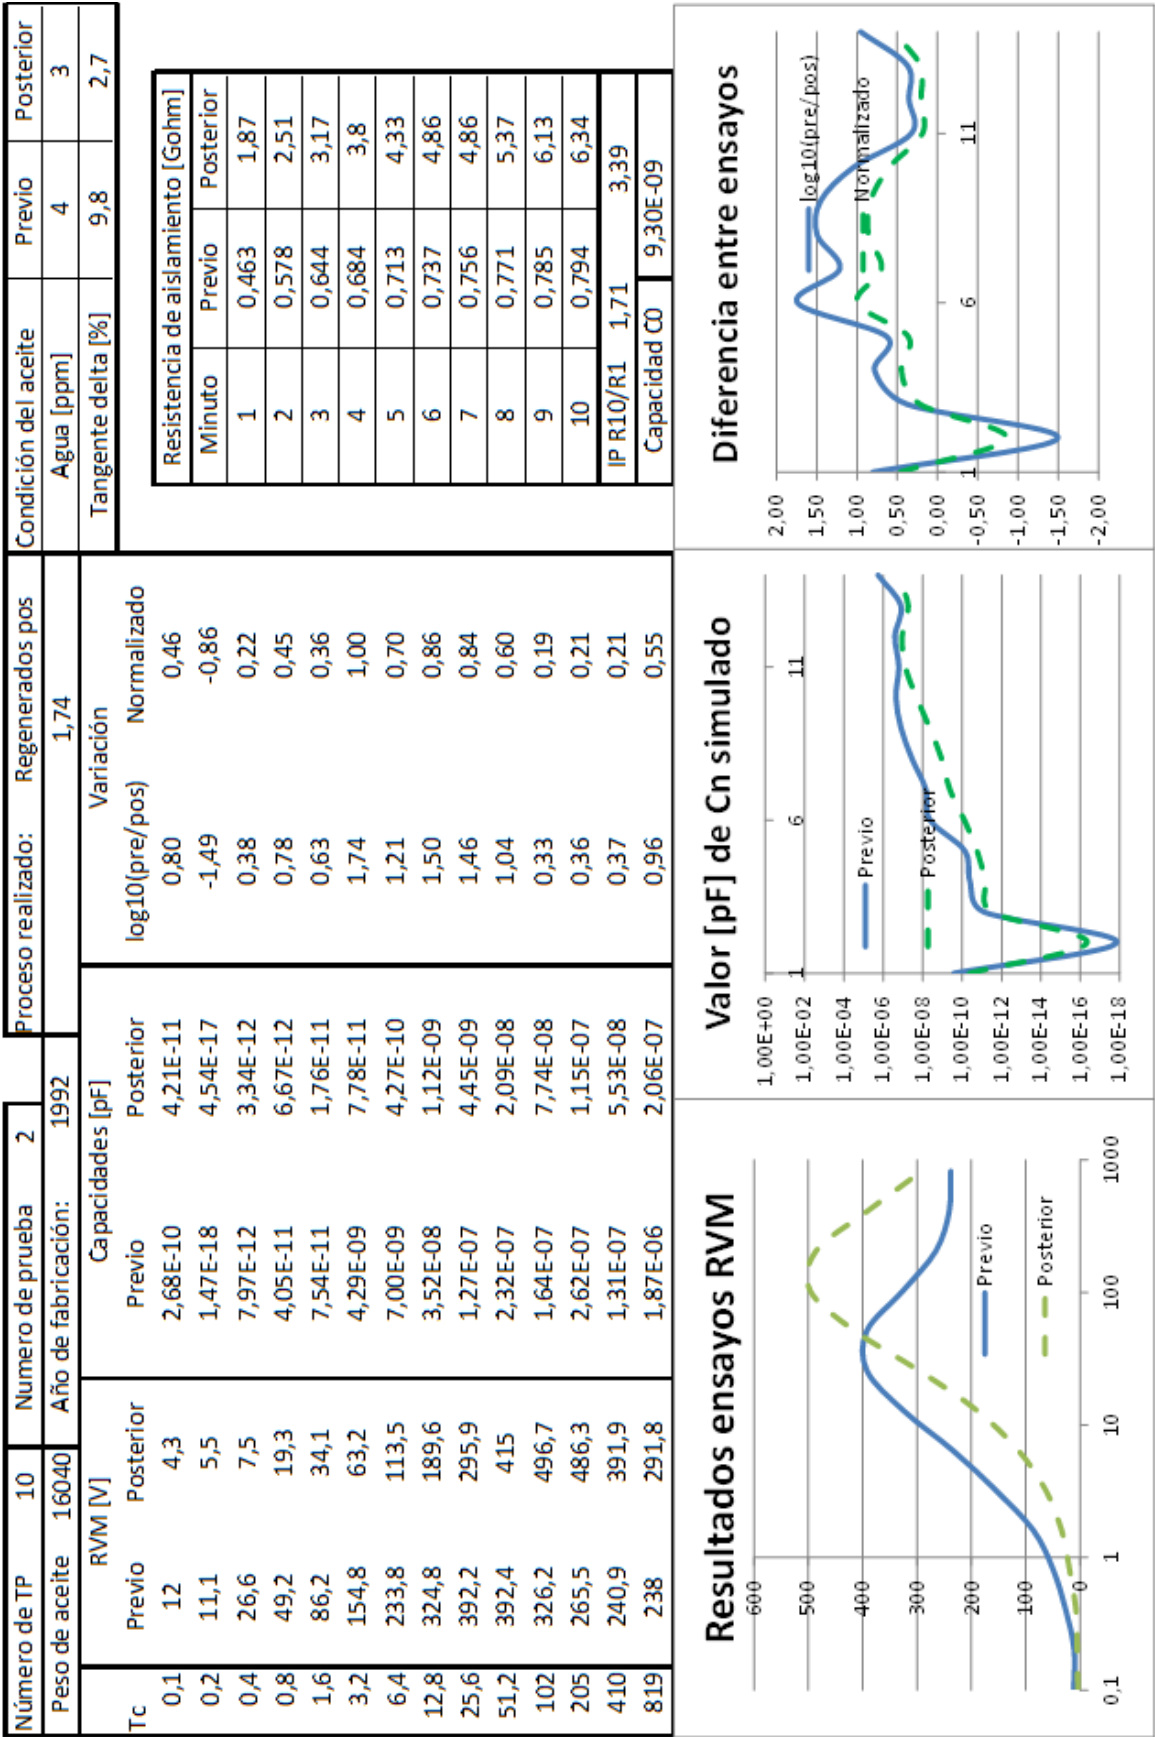 Número de TP 10 Numero de prueba 2 Proceso realizado: Regenerados pos Condición del aceite Previo Posterior
Peso de aceite 16040 Año de fabricación: 1992 1,74 Agua [ppm] 4 3
RVM [V] Capacidades [pF] Variación Tangente delta [%] 9,8 2,7
Tc Previo Posterior Previo Posterior log10(pre/pos) Normalizado
0,1 12 4,3 2,68E-10 4,21E-11 0,80 0,46
0,2 11,1 5,5 1,47E-18 4,54E-17 -1,49 -0,86
0,4 26,6 7,5 7,97E-12 3,34E-12 0,38 0,22
0,8 49,2 19,3 4,05E-11 6,67E-12 0,78 0,45
1,6 86,2 34,1 7,54E-11 1,76E-11 0,63 0,36
3,2 154,8 63,2 4,29E-09 7,78E-11 1,74 1,00
6,4 233,8 113,5 7,00E-09 4,27E-10 1,21 0,70
12,8 324,8 189,6 3,52E-08 1,12E-09 1,50 0,86
25,6 392,2 295,9 1,27E-07 4,45E-09 1,46 0,84
51,2 392,4 415 2,32E-07 2,09E-08 1,04 0,60
102 326,2 496,7 1,64E-07 7,74E-08 0,33 0,19
205 265,5 486,3 2,62E-07 1,15E-07 0,36 0,21
410 240,9 391,9 1,31E-07 5,53E-08 0,37 0,21
819 238 291,8 1,87E-06 2,06E-07 0,96 0,55
Resistencia de aislamiento [Gohm]
Minuto Previo Posterior
1 0,463 1,87
2 0,578 2,51
3 0,644 3,17
4 0,684 3,8
5 0,713 4,33
6 0,737 4,86
7 0,756 4,86
8 0,771 5,37
9 0,785 6,13
10 0,794 6,34
IP R10/R1 1,71 3,39
Capacidad C0 9,30E-09
Resultados ensayos RVM
600
500
400
300
200
100
0
0,1 1 10 100 1000
Previo
Posterior
Valor [pF] de Cn simulado
1,00E+00
1,00E-02
1,00E-04
1,00E-06
1,00E-08
1,00E-10
1,00E-12
1,00E-14
1,00E-16
1,00E-18
1 6 11
Previo
Posterior
Diferencia entre ensayos
2,00
1,50
1,00
0,50
0,00
-0,50
-1,00
-1,50
-2,00
1 6 11
log10(pre/pos)
Normalizado